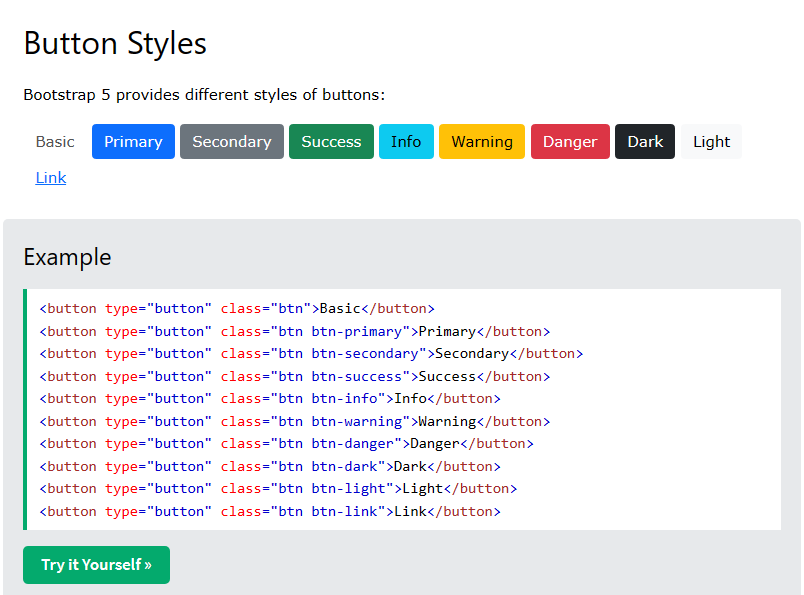 Button Styles
Bootstrap 5 provides different styles of buttons:
Basic Primary Secondary Success Info Warning Danger Dark Light
Link
Example
<button type="button" class="btn">Basic</button>
<button type="button" class="btn btn-primary">Primary</button>
<button type="button" class="btn btn-secondary">Secondary</button>
<button type="button" class="btn btn-success">Success</button>
<button type="button" class="btn btn-info">Info</button>
<button type="button" class="btn btn-warning">Warning</button>
<button type="button" class="btn btn-danger">Danger</button>
<button type="button" class="btn btn-dark">Dark</button>
<button type="button" class="btn btn-light">Light</button>
<button type="button" class="btn btn-link">Link</button>
Try it Yourself »